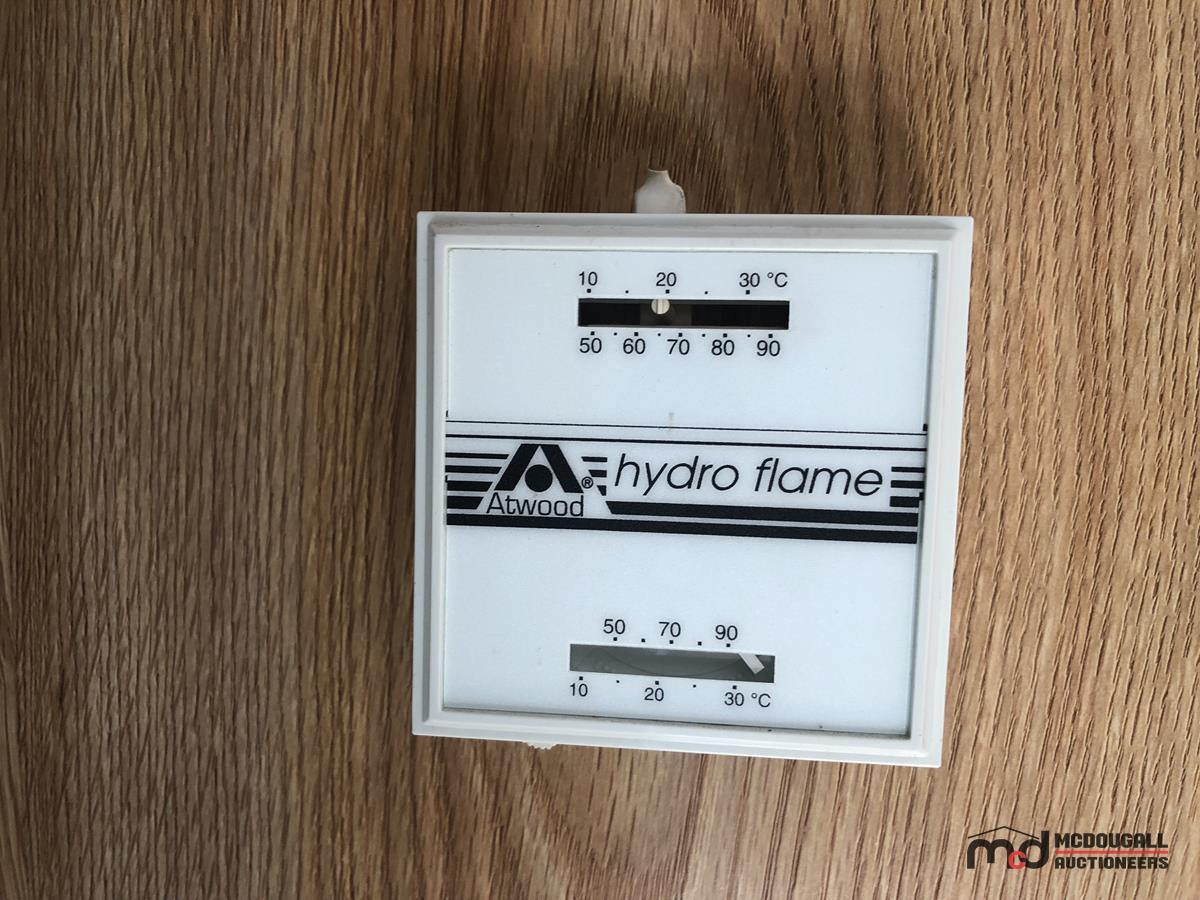 10 20 30 °C
50 60 70 80 90
Atwood® hydro flame
50 70 90
10 20 30 °C
mcd MCDOUGALL
AUCTIONEERS